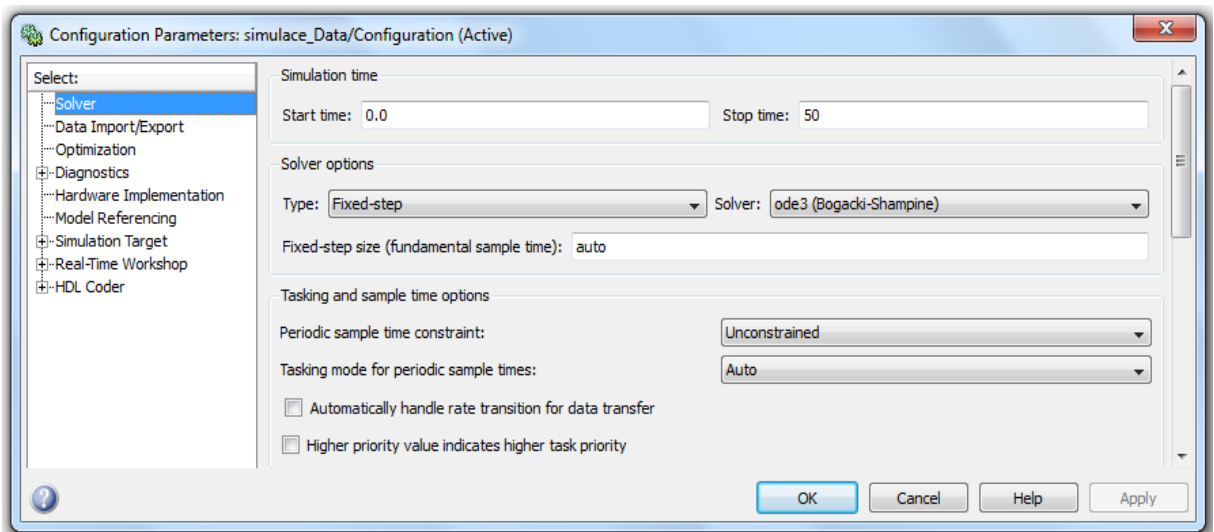 Configuration Parameters: simulace_Data/Configuration (Active)
Select:
Solver
Data Import/Export
Optimization
Diagnostics
Hardware Implementation
Model Referencing
Simulation Target
Real-Time Workshop
HDL Coder
Simulation time
Start time: 0.0 Stop time: 50
Solver options
Type: Fixed-step Solver: ode3 (Bogacki-Shampine)
Fixed-step size (fundamental sample time): auto
Tasking and sample time options
Periodic sample time constraint: Unconstrained
Tasking mode for periodic sample times: Auto
Automatically handle rate transition for data transfer
Higher priority value indicates higher task priority
OK Cancel Help Apply